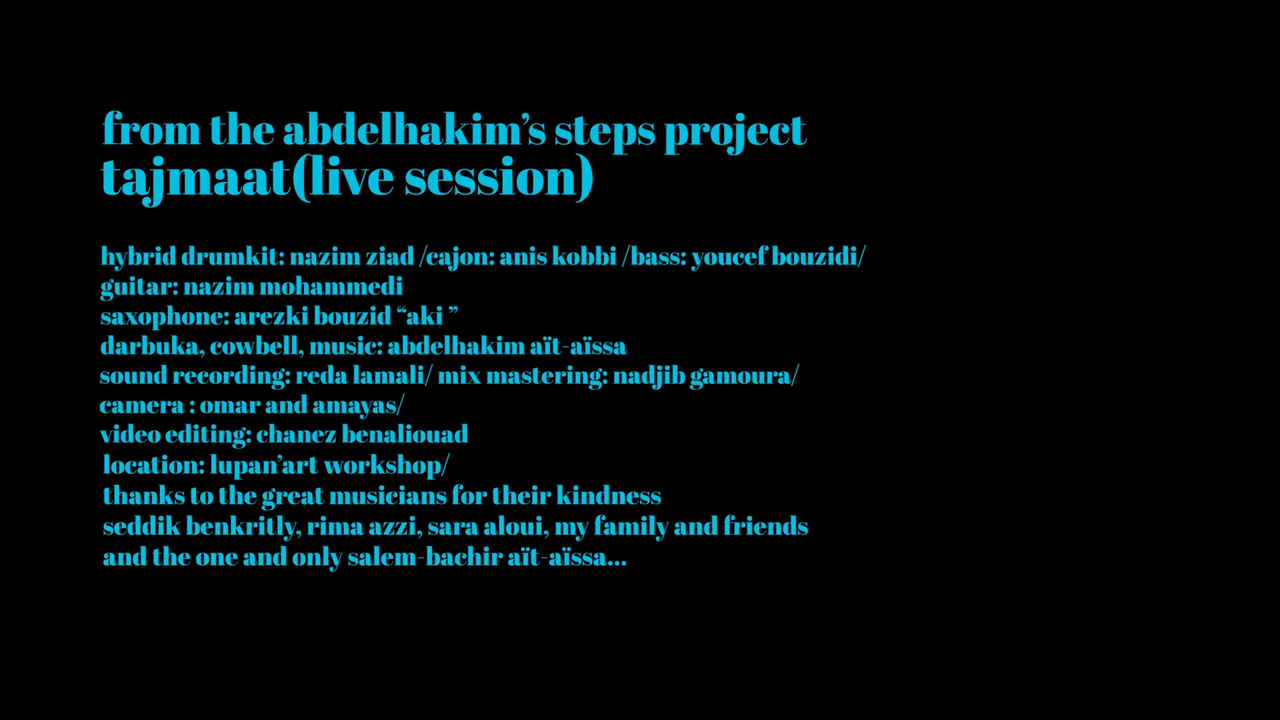 from the abdelhakim’s steps project
tajmaat(live session)
hybrid drumkit: nazim ziad /cajon: anis kobbi /bass: youcef bouzidi/
guitar: nazim mohammedi
saxophone: arezki bouzid “aki ”
darbuka, cowbell, music: abdelhakim aït-aïssa
sound recording: reda lamali/ mix mastering: nadjib gamoura/
camera : omar and amayas/
video editing: chanez benaliouad
location: lupan’art workshop/
thanks to the great musicians for their kindness
seddik benkritly, rima azzi, sara aloui, my family and friends
and the one and only salem-bachir aït-aïssa...